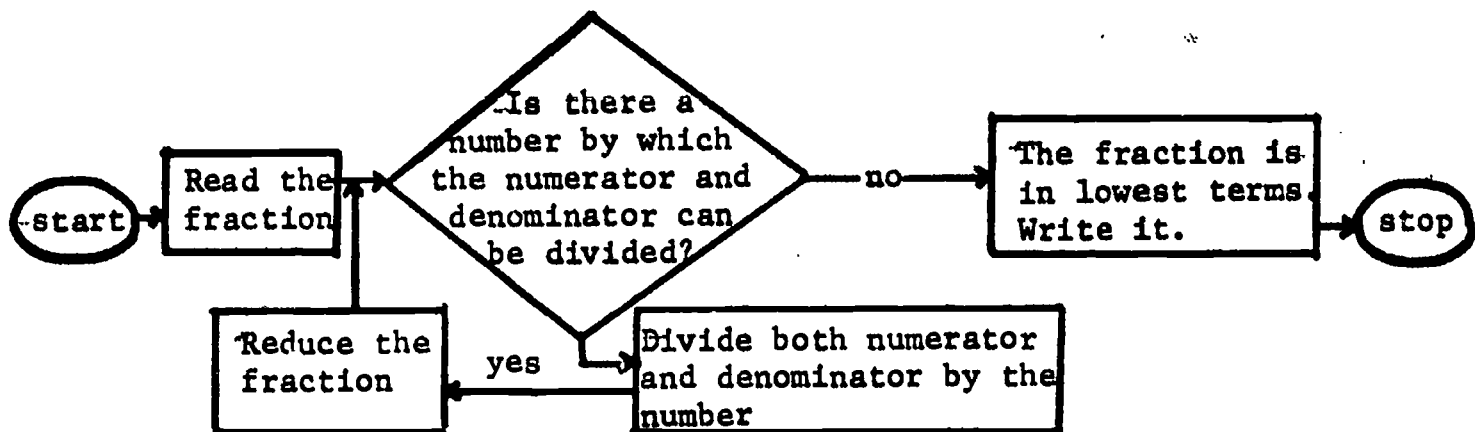 start
Read the
fraction
Is there a
number by which
the numerator and
denominator can
be divided?
no
The fraction is
in lowest terms.
Write it.
stop
Divide both numerator
and denominator by the
number
yes
Reduce the
fraction